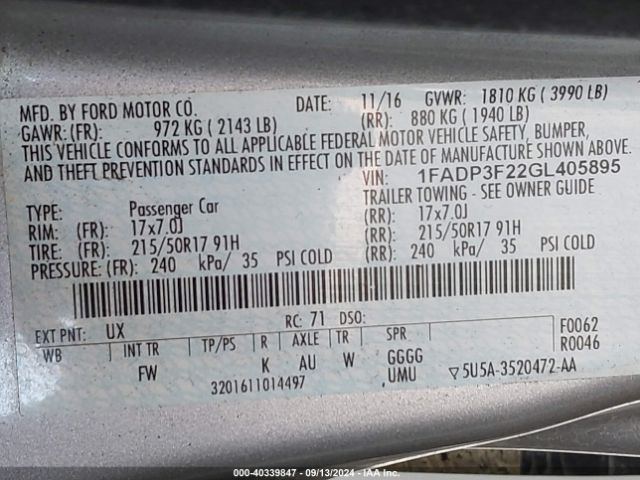 MFD. BY FORD MOTOR CO. DATE: 11/16 GVWR: 1810 KG ( 3990 LB)
GAWR:(FR): 972 KG ( 2143 LB) (RR): 880 KG ( 1940 LB)
THIS VEHICLE CONFORMS TO ALL APPLICABLE FEDERAL MOTOR VEHICLE SAFETY, BUMPER,
AND THEFT PREVENTION STANDARDS IN EFFECT ON THE DATE OF MANUFACTURE SHOWN ABOVE.
VIN: 1FADP3F22GL405895
TRAILER TOWING - SEE OWNER GUIDE
TYPE: Passenger Car
RIM: (FR): 17x7.0J (RR): 17x7.0J
TIRE: (FR): 215/50R17 91H (RR): 215/50R17 91H
PRESSURE: (FR): 240 kPa/ 35 PSI COLD (RR): 240 kPa/ 35 PSI COLD
EXT PNT: UX RC: 71 DSO: F0062
WB INT TR TP/PS R AXLE TR SPR R0046
FW K AU W GGGG
3201611014497 UMU ▽5U5A-3520472-AA
000-40339847 - 09/13/2024 - IAA Inc.